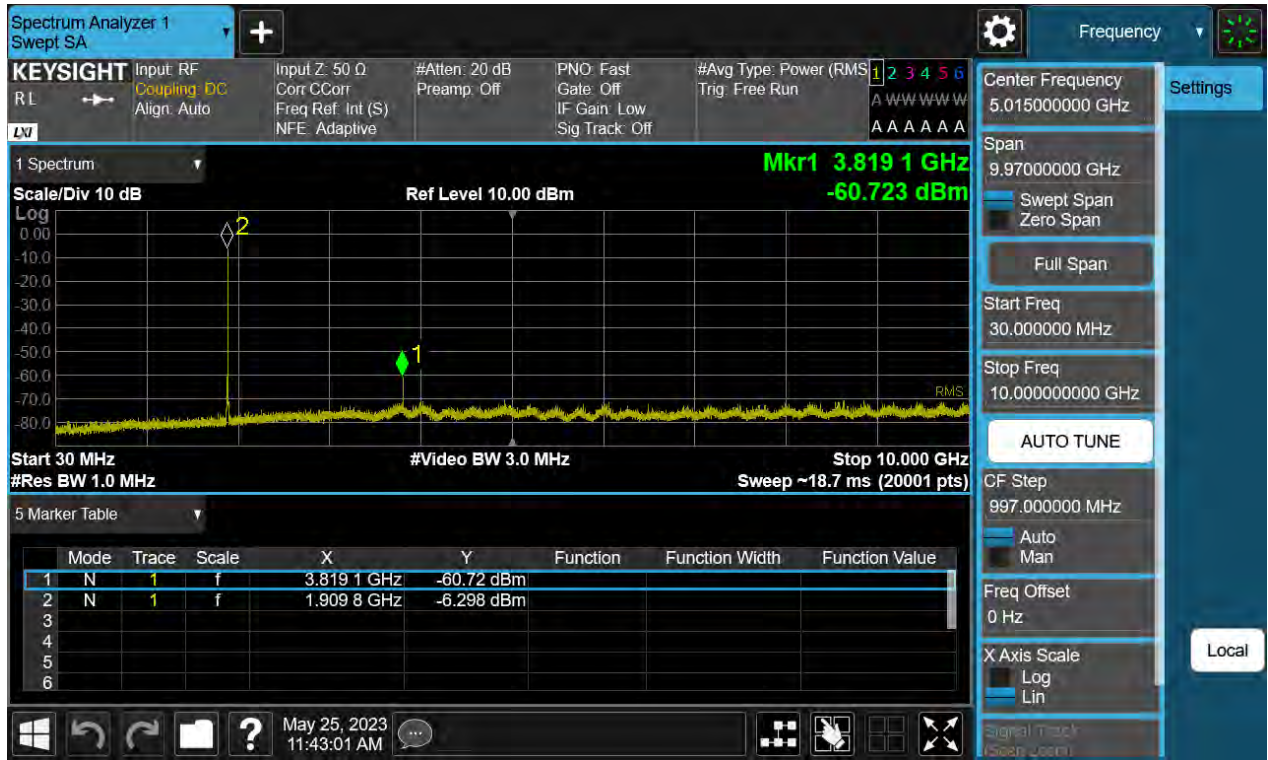 Spectrum Analyzer 1
Swept SA
+
Frequency
KEYSIGHT
RL
LXI
Input: RF
Coupling: DC
Align: Auto
Input Z: 50 Ω
Corr CCorr
Freq Ref: Int (S)
NFE: Adaptive
#Atten: 20 dB
Preamp: Off
PNO: Fast
Gate: Off
IF Gain: Low
Sig Track: Off
#Avg Type: Power (RMS)
Trig: Free Run
1 2 3 4 5 6
A W W W W W
A A A A A A
1 Spectrum
Mkr1 3.819 1 GHz
Scale/Div 10 dB
Ref Level 10.00 dBm
-60.723 dBm
Log
0.00
-10.0
-20.0
-30.0
-40.0
-50.0
-60.0
-70.0
-80.0
2
1
RMS
Start 30 MHz
#Video BW 3.0 MHz
Stop 10.000 GHz
#Res BW 1.0 MHz
Sweep ~18.7 ms (20001 pts)
5 Marker Table
Mode Trace Scale X Y Function Function Width Function Value
1 N 1 f 3.819 1 GHz -60.72 dBm
2 N 1 f 1.909 8 GHz -6.298 dBm
3
4
5
6
?
May 25, 2023
11:43:01 AM
Center Frequency
5.015000000 GHz
Settings
Span
9.97000000 GHz
Swept Span
Zero Span
Full Span
Start Freq
30.000000 MHz
Stop Freq
10.000000000 GHz
AUTO TUNE
CF Step
997.000000 MHz
Auto
Man
Freq Offset
0 Hz
X Axis Scale
Log
Lin
Local
Signal Track
(Span Zoom)